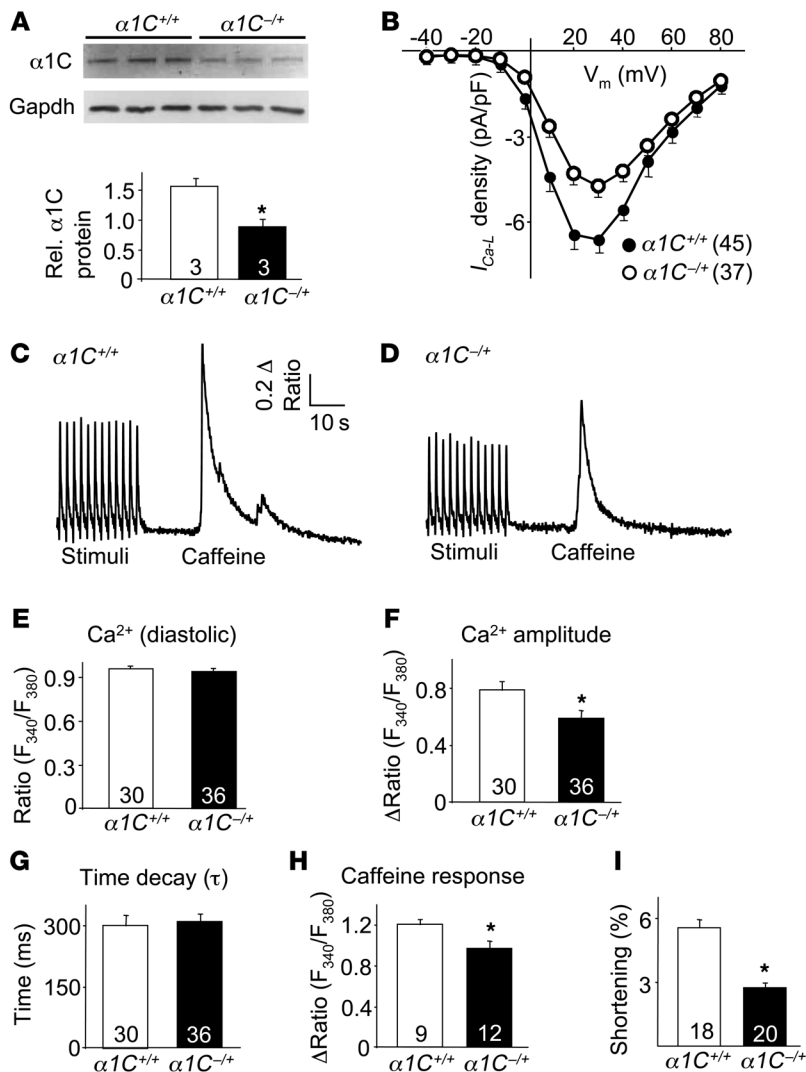 A
α1C+/+ α1C–/+
α1C
Gapdh
Rel. α1C
protein
1.5
1.0
0.5
0
*
3 3
α1C+/+ α1C–/+
B
-40 -20 20 40 60 80
Vm (mV)
-3
-6
ICa-L density (pA/pF)
α1C+/+ (45)
α1C–/+ (37)
C
α1C+/+
0.2 Δ
Ratio
10 s
Stimuli Caffeine
D
α1C–/+
Stimuli Caffeine
E
Ca2+ (diastolic)
Ratio (F340/F380)
0.9
0.6
0.3
0
30 36
α1C+/+ α1C–/+
F
Ca2+ amplitude
ΔRatio (F340/F380)
0.8
0.4
0
*
30 36
α1C+/+ α1C–/+
G
Time decay (τ)
Time (ms)
300
150
0
30 36
α1C+/+ α1C–/+
H
Caffeine response
ΔRatio (F340/F380)
1.2
0.8
0.4
0
*
9 12
α1C+/+ α1C–/+
I
Shortening (%)
6
3
*
18 20
α1C+/+ α1C–/+